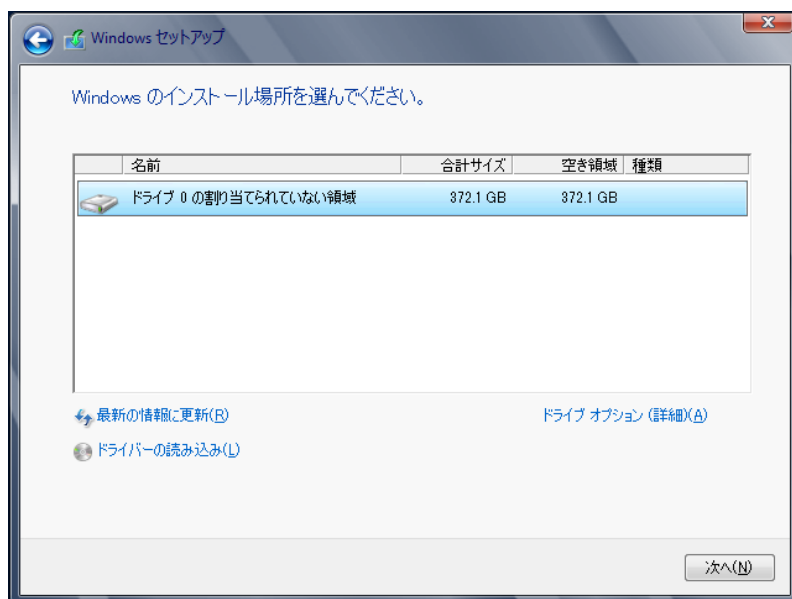 Windows セットアップ
Windows のインストール場所を選んでください。
名前 合計サイズ 空き領域 種類
ドライブ 0 の割り当てられていない領域 372.1 GB 372.1 GB
最新の情報に更新(R) ドライブ オプション (詳細)(A)
ドライバーの読み込み(L)
次へ(N)